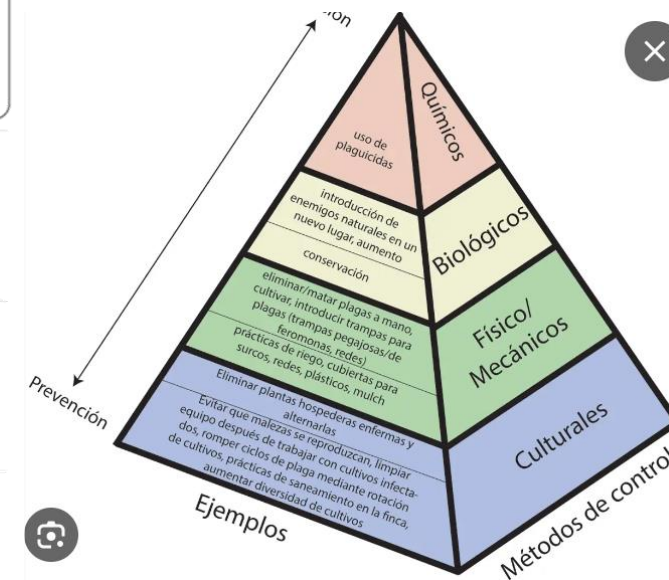 ión
Químicos
uso de
plaguicidas
introducción de
enemigos naturales en un
nuevo lugar, aumento
conservación
Biológicos
eliminar/matar plagas a mano,
cultivar, introducir trampas para
plagas (trampas pegajosas/de
feromonas, redes)
prácticas de riego, cubiertas para
surcos, redes, plásticos, mulch
Físico/
Mecánicos
Eliminar plantas hospederas enfermas y
alternarlas
Evitar que malezas se reproduzcan, limpiar
equipo después de trabajar con cultivos infecta-
dos, romper ciclos de plaga mediante rotación
de cultivos, prácticas de saneamiento en la finca,
aumentar diversidad de cultivos
Culturales
Prevención
Ejemplos
Métodos de control